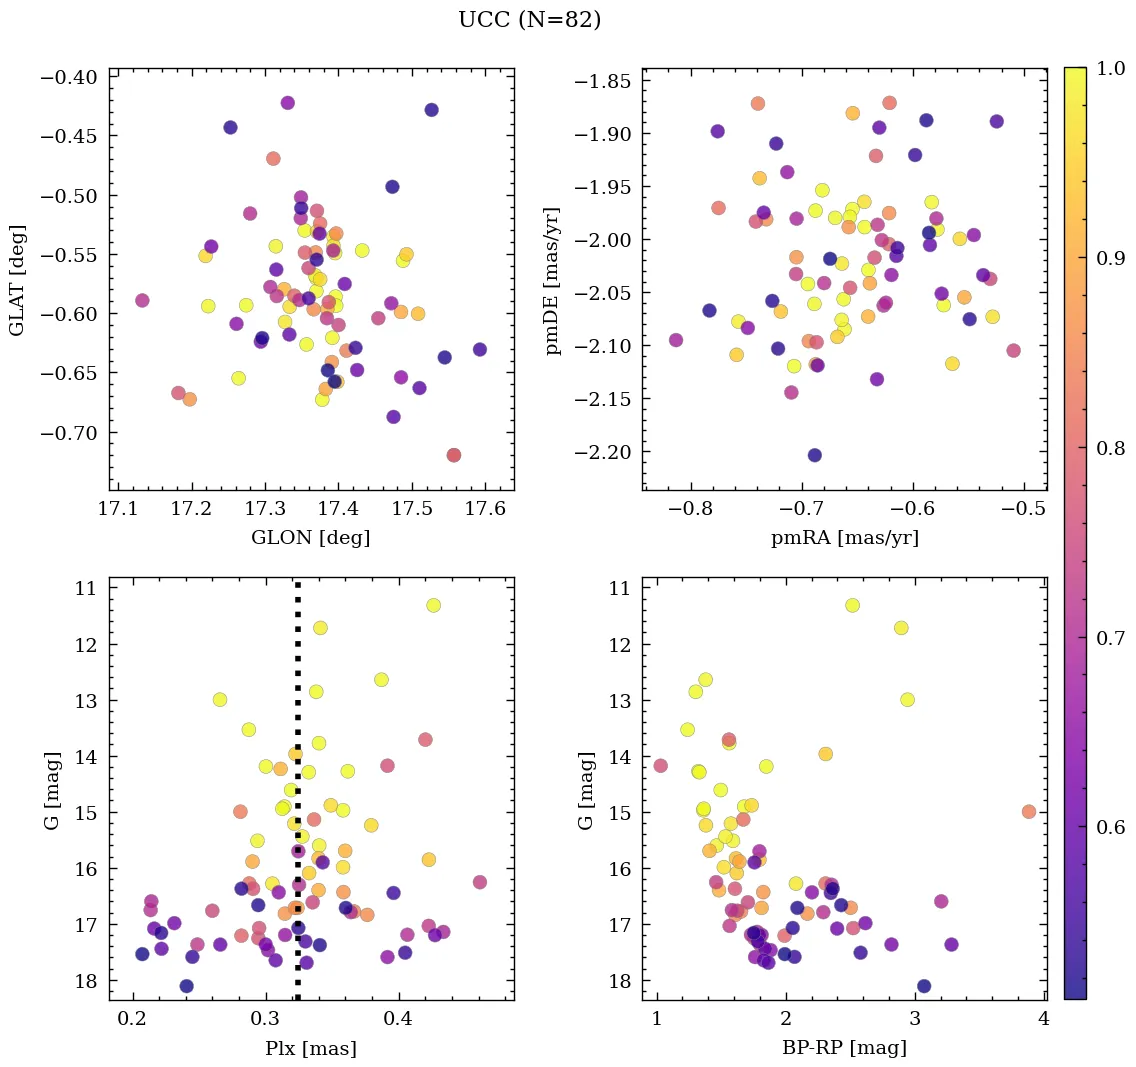 UCC (N=82)
−0.40
−0.45
−0.50
−0.55
−0.60
−0.65
−0.70
GLAT [deg]
17.1 17.2 17.3 17.4 17.5 17.6
GLON [deg]
−1.85
−1.90
−1.95
−2.00
−2.05
−2.10
−2.15
−2.20
pmDE [mas/yr]
−0.8 −0.7 −0.6 −0.5
pmRA [mas/yr]
1.0
0.9
0.8
0.7
0.6
11
12
13
14
15
16
17
18
G [mag]
0.2 0.3 0.4
Plx [mas]
11
12
13
14
15
16
17
18
G [mag]
1 2 3 4
BP-RP [mag]